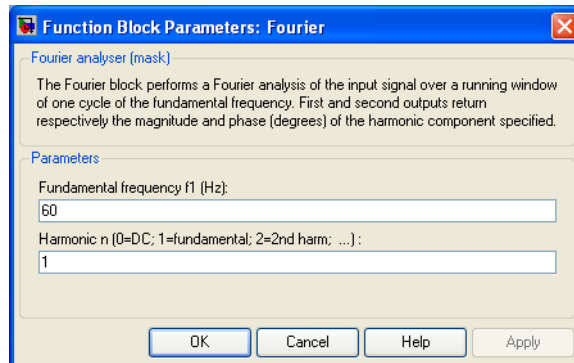 Function Block Parameters: Fourier
Fourier analyser (mask)
The Fourier block performs a Fourier analysis of the input signal over a running window
of one cycle of the fundamental frequency. First and second outputs return
respectively the magnitude and phase (degrees) of the harmonic component specified.
Parameters
Fundamental frequency f1 (Hz):
60
Harmonic n (0=DC; 1=fundamental; 2=2nd harm; ...) :
1
OK Cancel Help Apply